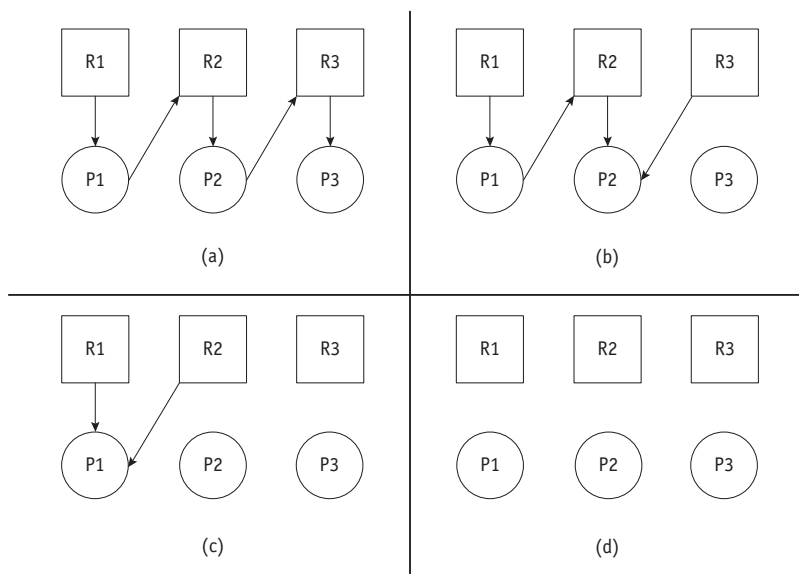 R1 R2 R3
P1 P2 P3
(a)
R1 R2 R3
P1 P2 P3
(b)
R1 R2 R3
P1 P2 P3
(c)
R1 R2 R3
P1 P2 P3
(d)